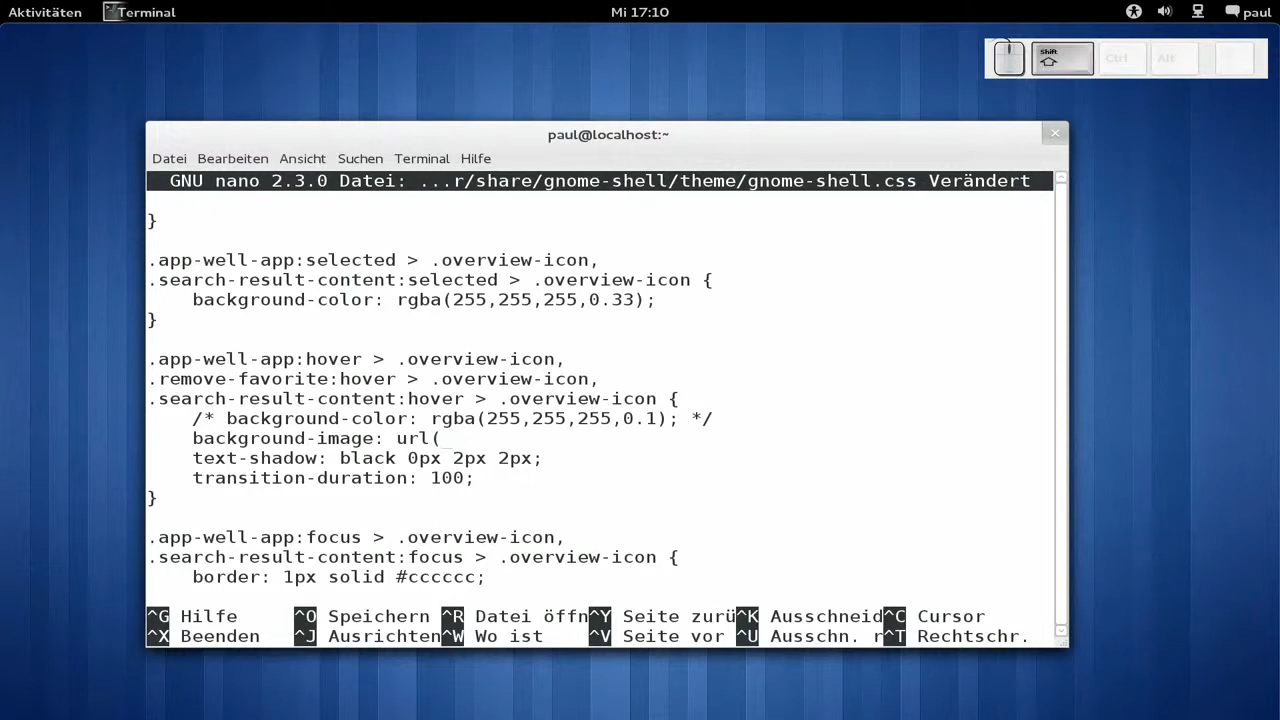 Aktivitäten Terminal Mi 17:10 paul
Shift Ctrl Alt
paul@localhost:~
Datei Bearbeiten Ansicht Suchen Terminal Hilfe
GNU nano 2.3.0 Datei: ...r/share/gnome-shell/theme/gnome-shell.css Verändert
}
.app-well-app:selected > .overview-icon,
.search-result-content:selected > .overview-icon {
background-color: rgba(255,255,255,0.33);
}
.app-well-app:hover > .overview-icon,
.remove-favorite:hover > .overview-icon,
.search-result-content:hover > .overview-icon {
/* background-color: rgba(255,255,255,0.1); */
background-image: url(_
text-shadow: black 0px 2px 2px;
transition-duration: 100;
}
.app-well-app:focus > .overview-icon,
.search-result-content:focus > .overview-icon {
border: 1px solid #cccccc;
^G Hilfe ^O Speichern ^R Datei öffn^Y Seite zurü^K Ausschneid^C Cursor
^X Beenden ^J Ausrichten^W Wo ist ^V Seite vor ^U Ausschn. r^T Rechtschr.